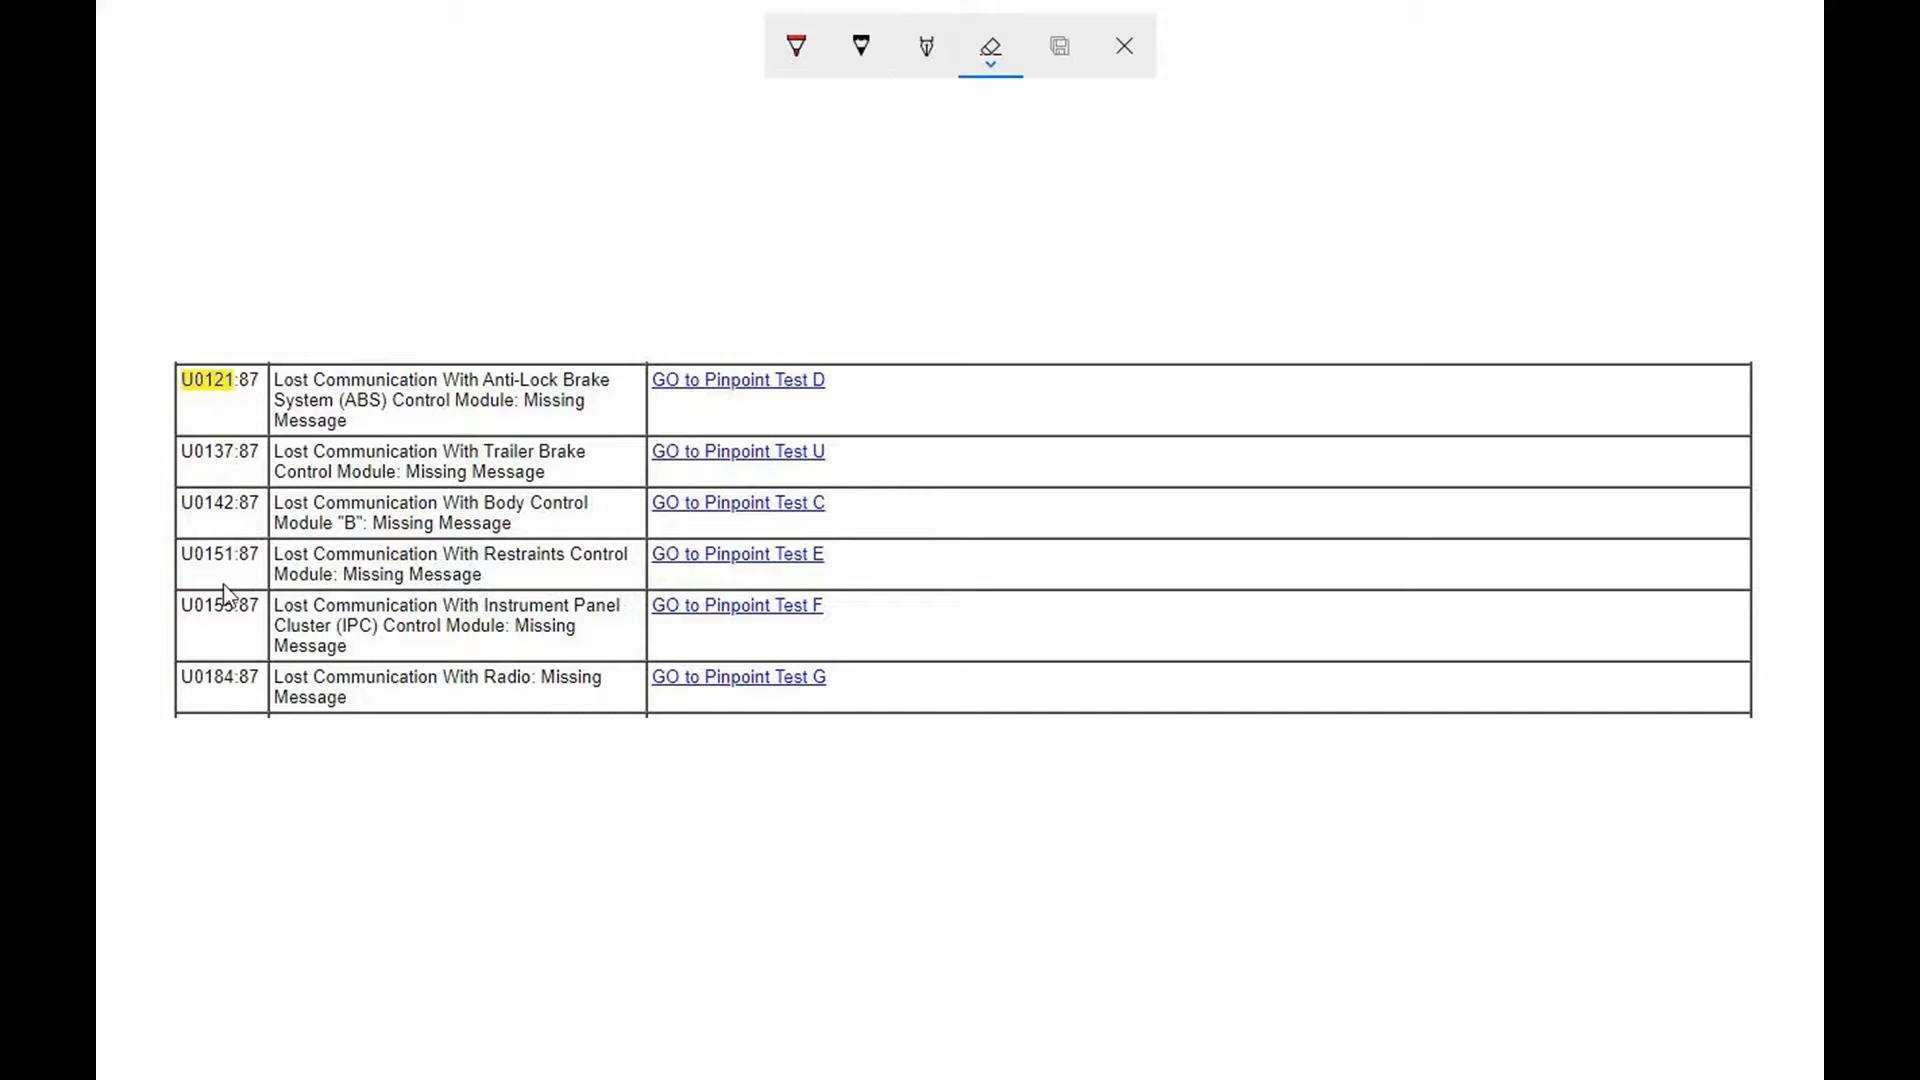 U0121:87 Lost Communication With Anti-Lock Brake GO to Pinpoint Test D
System (ABS) Control Module: Missing
Message
U0137:87 Lost Communication With Trailer Brake GO to Pinpoint Test U
Control Module: Missing Message
U0142:87 Lost Communication With Body Control GO to Pinpoint Test C
Module "B": Missing Message
U0151:87 Lost Communication With Restraints Control GO to Pinpoint Test E
Module: Missing Message
U0155:87 Lost Communication With Instrument Panel GO to Pinpoint Test F
Cluster (IPC) Control Module: Missing
Message
U0184:87 Lost Communication With Radio: Missing GO to Pinpoint Test G
Message